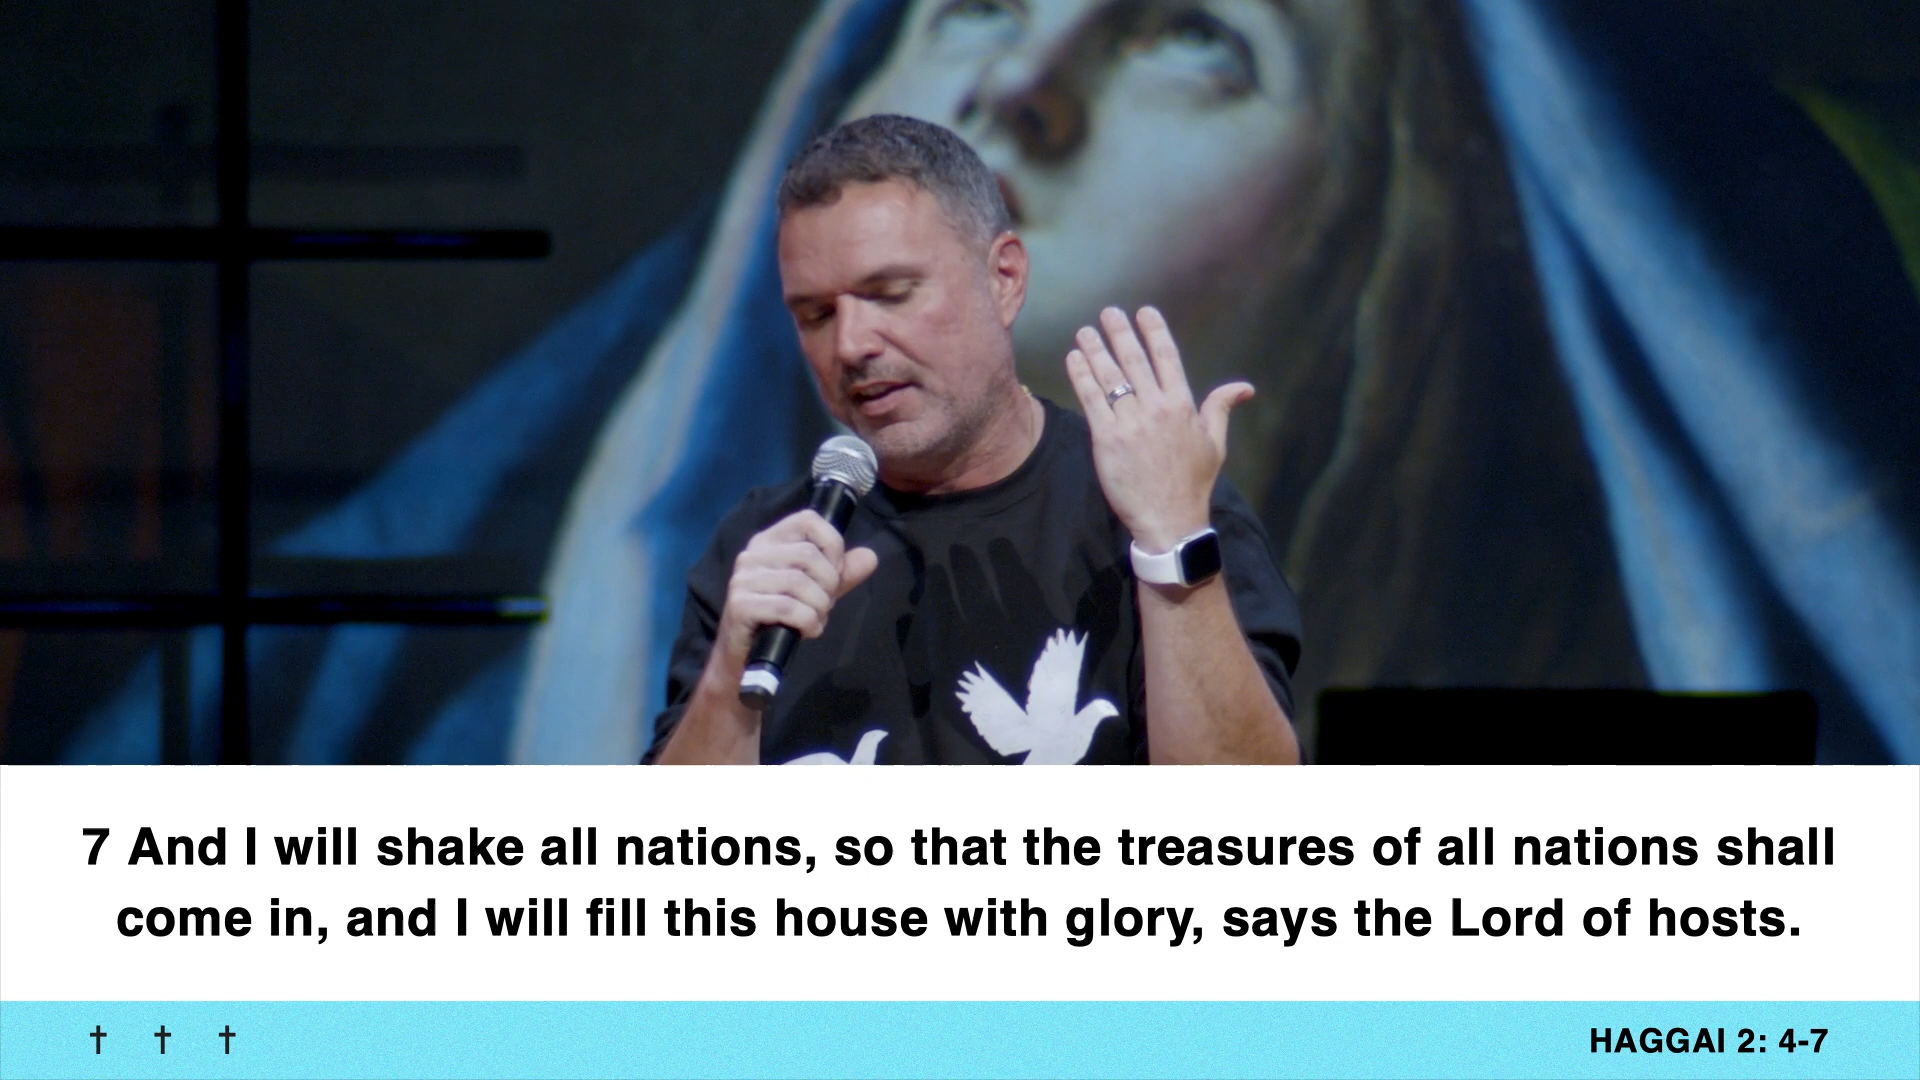 7 And I will shake all nations, so that the treasures of all nations shall
come in, and I will fill this house with glory, says the Lord of hosts.
† † †
HAGGAI 2: 4-7